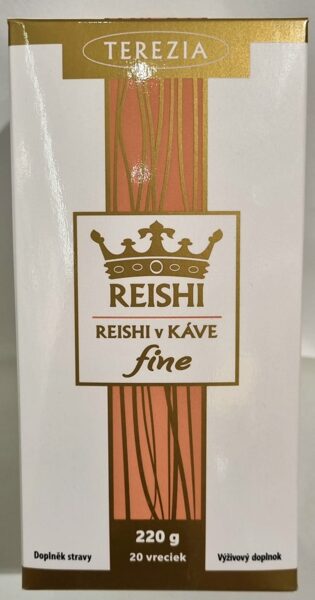 TEREZIA
REISHI
REISHI v KÁVE
fine
220 g
20 vreciek
Doplněk stravy
Výživový doplnok